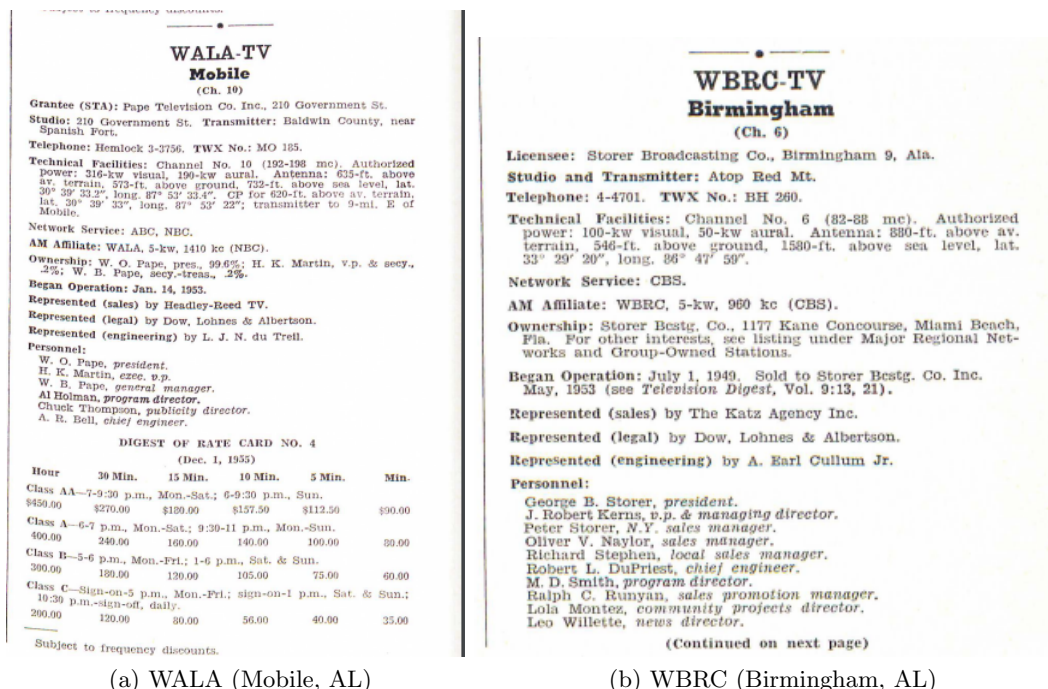 WALA-TV
Mobile
(Ch. 10)
Grantee (STA): Pape Television Co. Inc., 210 Government St.
Studio: 210 Government St. Transmitter: Baldwin County, near
Spanish Fort.
Telephone: Hemlock 3-3756. TWX No.: MO 185.
Technical Facilities: Channel No. 10 (192-198 mc). Authorized
power: 316-kw visual, 190-kw aural. Antenna: 635-ft. above
av. terrain, 573-ft. above ground, 732-ft. above sea level, lat.
30° 39' 33.2", long. 87° 53' 33.4". CP for 620-ft. above av. terrain
lat. 30° 39' 33", long. 87° 53' 22"; transmitter to 9-mi. E of
Mobile.
Network Service: ABC, NBC.
AM Affiliate: WALA, 5-kw, 1410 kc (NBC).
Ownership: W. O. Pape, pres., 99.6%; H. K. Martin, v.p. & secy.,
.2%; W. B. Pape, secy.-treas., .2%.
Began Operation: Jan. 14, 1953.
Represented (sales) by Headley-Reed TV.
Represented (legal) by Dow, Lohnes & Albertson.
Represented (engineering) by L. J. N. du Treil.
Personnel:
W. O. Pape, president.
H. K. Martin, exec. v.p.
W. B. Pape, general manager.
Al Holman, program director.
Chuck Thompson, publicity director.
A. R. Bell, chief engineer.
DIGEST OF RATE CARD NO. 4
(Dec. 1, 1955)
Hour 30 Min. 15 Min. 10 Min. 5 Min. Min.
Class AA—7-9:30 p.m., Mon.-Sat.; 6-9:30 p.m., Sun.
$450.00 $270.00 $180.00 $157.50 $112.50 $90.00
Class A—6-7 p.m., Mon.-Sat.; 9:30-11 p.m., Mon.-Sun.
400.00 240.00 160.00 140.00 100.00 80.00
Class B—5-6 p.m., Mon.-Fri.; 1-6 p.m., Sat. & Sun.
300.00 180.00 120.00 105.00 75.00 60.00
Class C—Sign-on-5 p.m., Mon.-Fri.; sign-on-1 p.m., Sat. & Sun.;
10:30 p.m.-sign-off, daily.
200.00 120.00 80.00 56.00 40.00 35.00
Subject to frequency discounts.
(a) WALA (Mobile, AL)
WBRC-TV
Birmingham
(Ch. 6)
Licensee: Storer Broadcasting Co., Birmingham 9, Ala.
Studio and Transmitter: Atop Red Mt.
Telephone: 4-4701. TWX No.: BH 260.
Technical Facilities: Channel No. 6 (82-88 mc). Authorized
power: 100-kw visual, 50-kw aural. Antenna: 880-ft. above av.
terrain, 546-ft. above ground, 1580-ft. above sea level, lat.
33° 29' 20", long. 86° 47' 59".
Network Service: CBS.
AM Affiliate: WBRC, 5-kw, 960 kc (CBS).
Ownership: Storer Bcstg. Co., 1177 Kane Concourse, Miami Beach,
Fla. For other interests, see listing under Major Regional Net-
works and Group-Owned Stations.
Began Operation: July 1, 1949. Sold to Storer Bcstg. Co. Inc.
May, 1953 (see Television Digest, Vol. 9:13, 21).
Represented (sales) by The Katz Agency Inc.
Represented (legal) by Dow, Lohnes & Albertson.
Represented (engineering) by A. Earl Cullum Jr.
Personnel:
George B. Storer, president.
J. Robert Kerns, v.p. & managing director.
Peter Storer, N.Y. sales manager.
Oliver V. Naylor, sales manager.
Richard Stephen, local sales manager.
Robert L. DuPriest, chief engineer.
M. D. Smith, program director.
Ralph C. Runyan, sales promotion manager.
Lola Montez, community projects director.
Leo Willette, news director.
(Continued on next page)
(b) WBRC (Birmingham, AL)